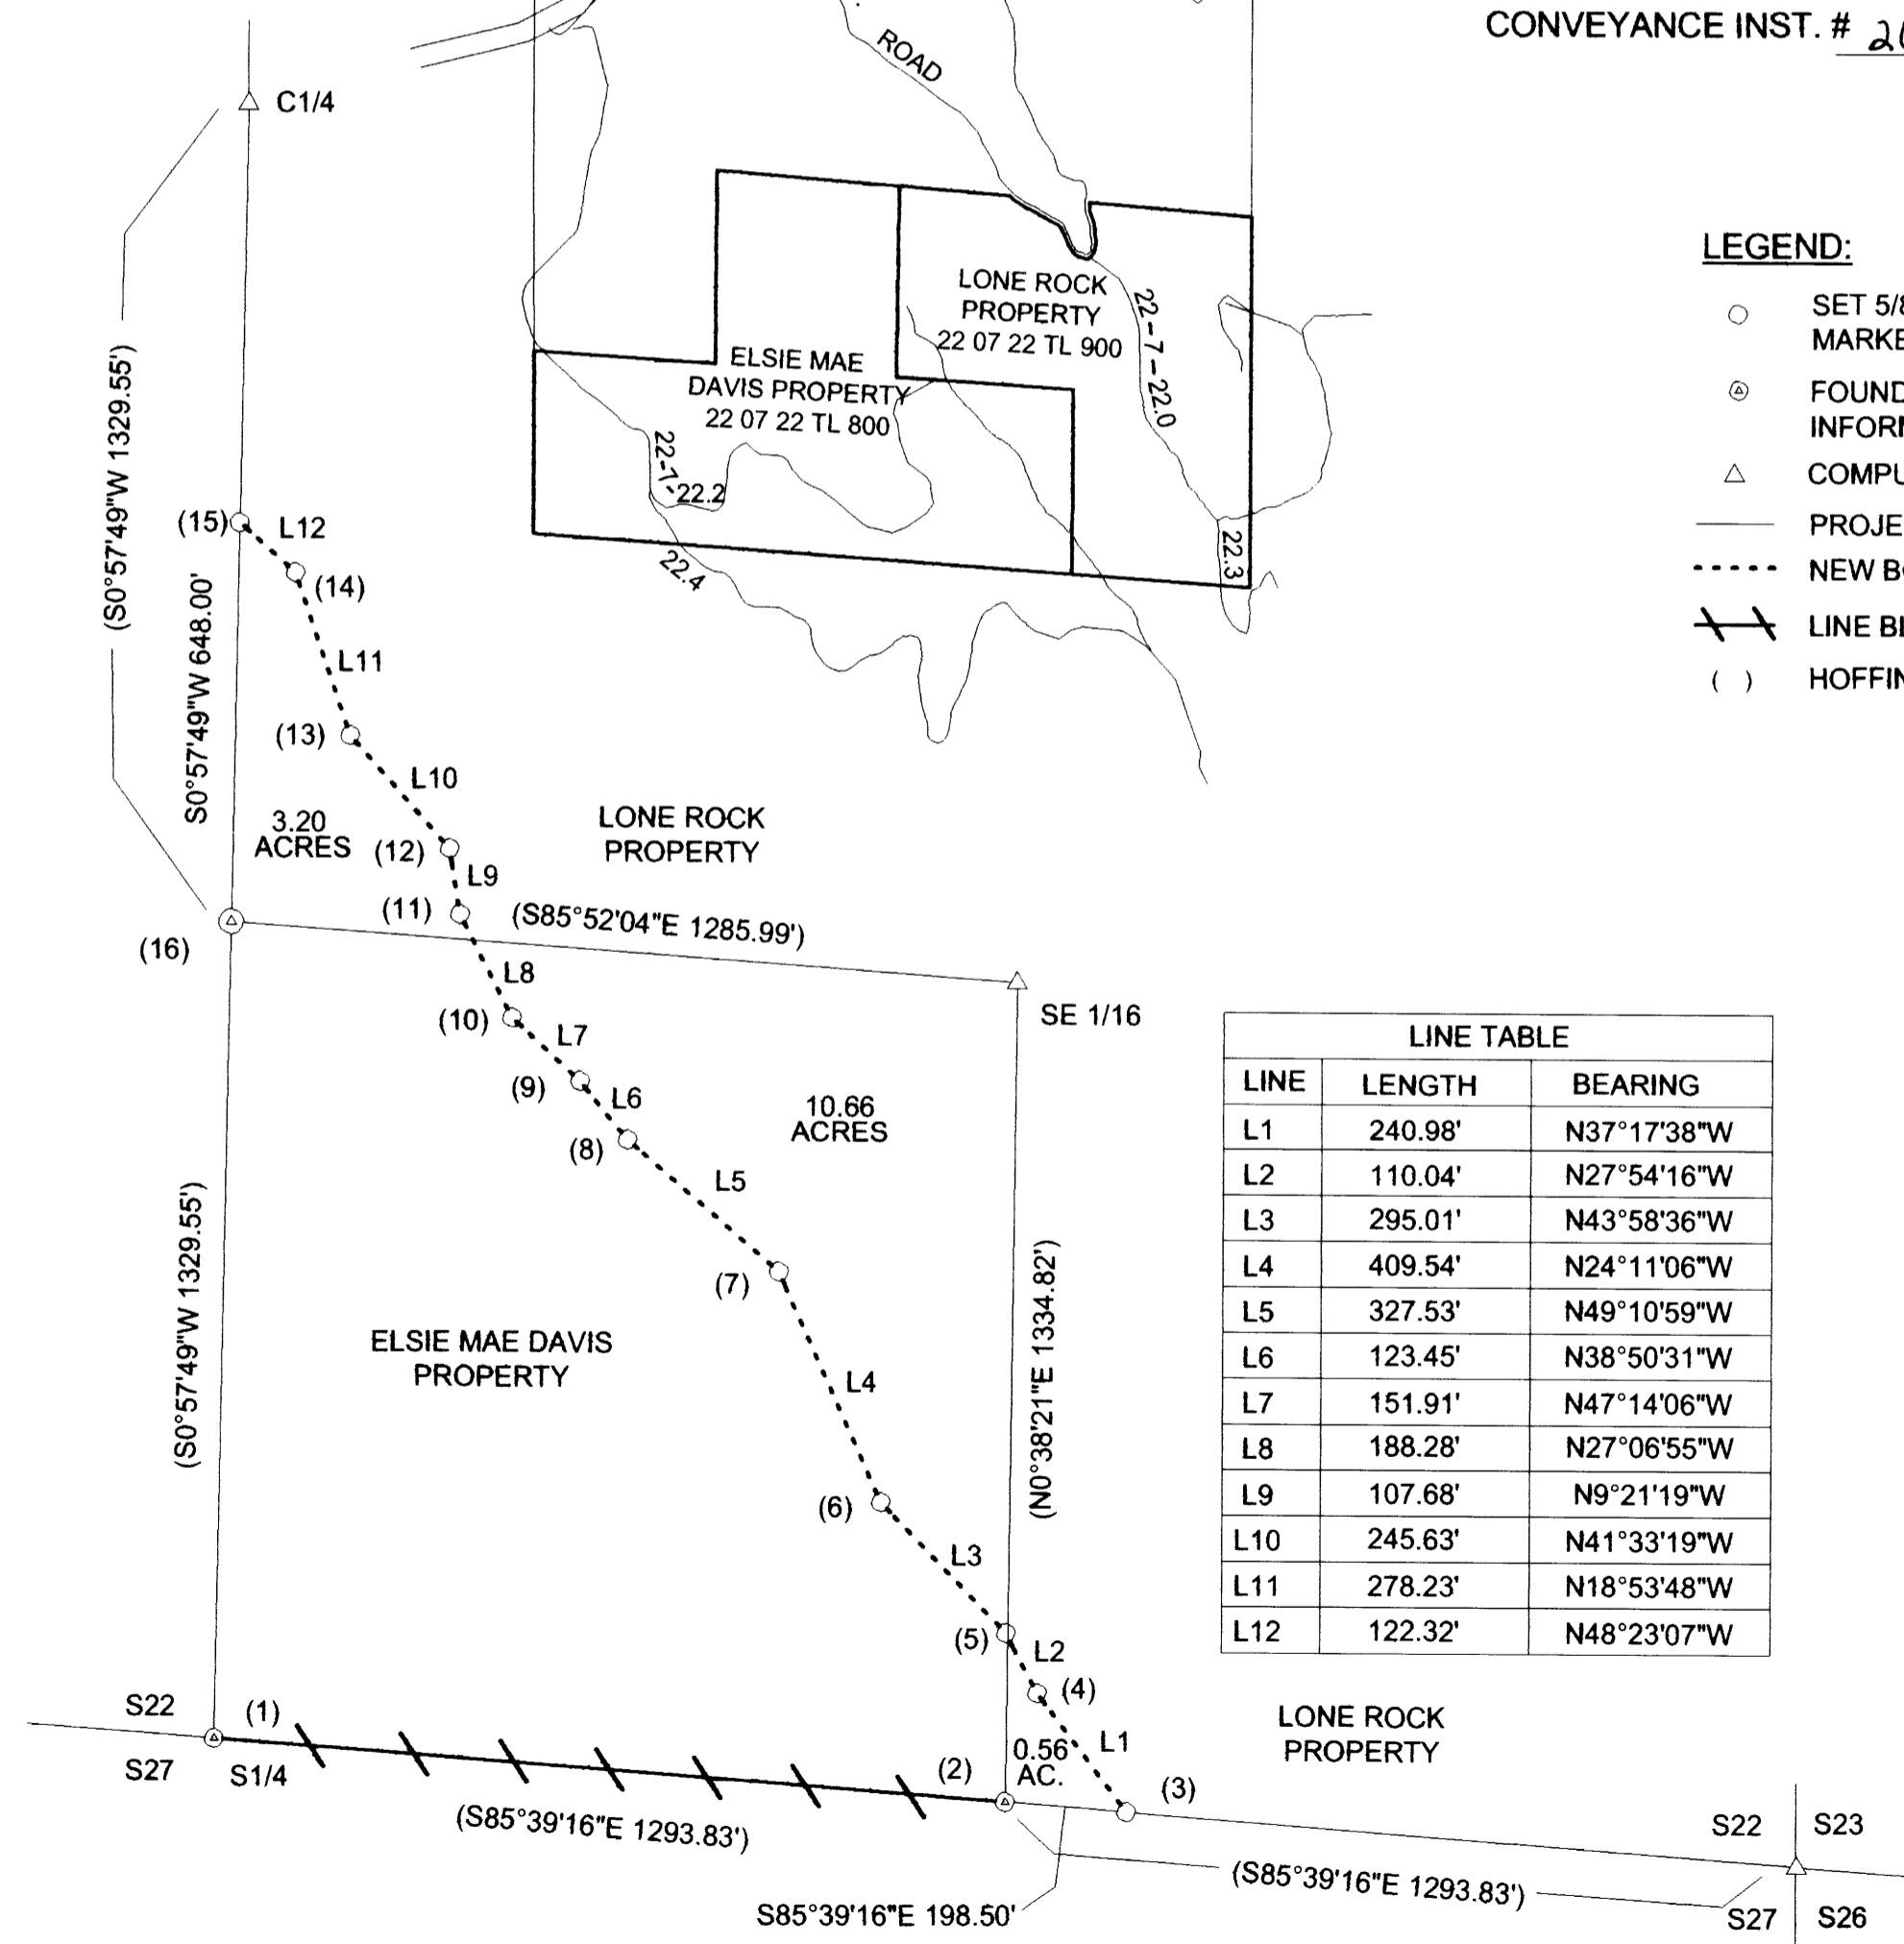 CONVEYANCE INST. #
ROAD
C1/4
LONE ROCK
PROPERTY
22 07 22 TL 900
22-7-22.0
ELSIE MAE
DAVIS PROPERTY
22 07 22 TL 800
22-7-22.2
22.4
22.3
LEGEND:
SET 5/8
MARKE
FOUND
INFORM
COMPU
PROJE
NEW B
LINE B
( ) HOFFIN
(S0°57'49"W 1329.55')
(15)
L12
(14)
S0°57'49"W 648.00'
L11
(13)
L10
3.20
ACRES
(12)
L9
(11)
LONE ROCK
PROPERTY
(S85°52'04"E 1285.99')
(16)
L8
(10)
L7
(9)
L6
(8)
SE 1/16
10.66
ACRES
L5
(7)
(S0°57'49"W 1329.55')
ELSIE MAE DAVIS
PROPERTY
L4
(N0°38'21"E 1334.82')
(6)
L3
(5)
L2
(4)
L1
0.56
AC.
(3)
(2)
(1)
S22
S27
S1/4
(S85°39'16"E 1293.83')
S85°39'16"E 198.50'
(S85°39'16"E 1293.83')
LONE ROCK
PROPERTY
S22 S23
S27 S26
LINE TABLE
LINE LENGTH BEARING
L1 240.98' N37°17'38"W
L2 110.04' N27°54'16"W
L3 295.01' N43°58'36"W
L4 409.54' N24°11'06"W
L5 327.53' N49°10'59"W
L6 123.45' N38°50'31"W
L7 151.91' N47°14'06"W
L8 188.28' N27°06'55"W
L9 107.68' N9°21'19"W
L10 245.63' N41°33'19"W
L11 278.23' N18°53'48"W
L12 122.32' N48°23'07"W